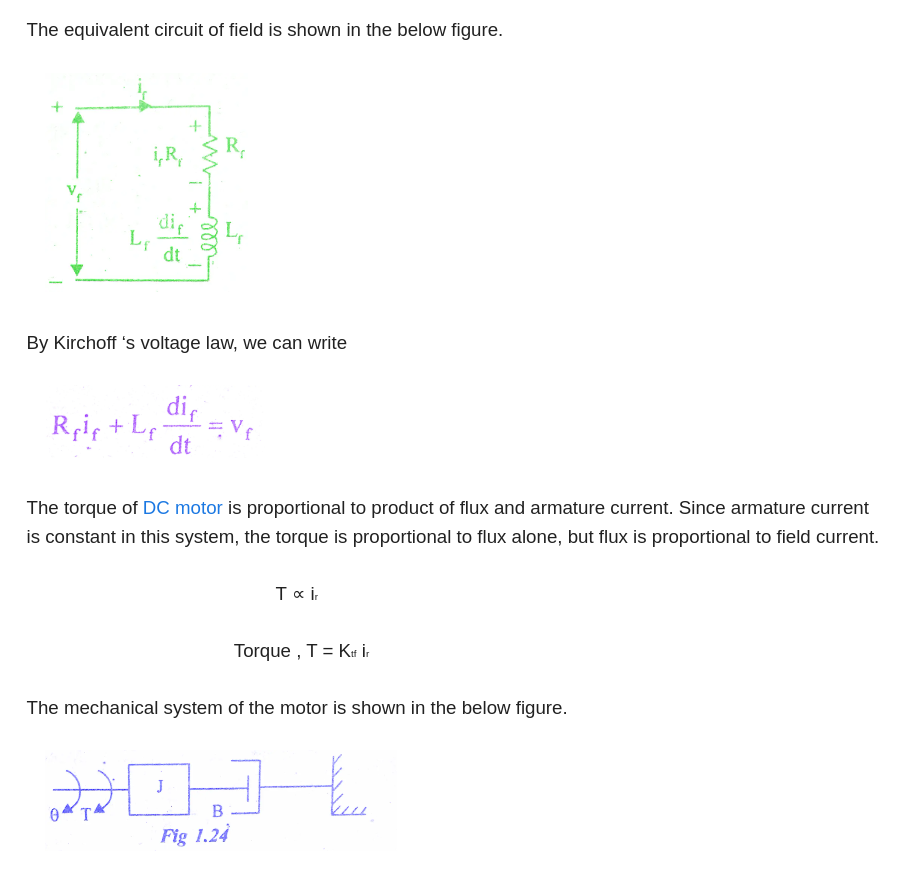 The equivalent circuit of field is shown in the below figure.
i_f
+
+
R_f
i_f R_f
v_f
−
+
L_f di_f/dt
L_f
−
−
By Kirchoff ‘s voltage law, we can write
R_f i_f + L_f di_f/dt = v_f
The torque of DC motor is proportional to product of flux and armature current. Since armature current
is constant in this system, the torque is proportional to flux alone, but flux is proportional to field current.
T ∝ iᵣ
Torque , T = K_tf iᵣ
The mechanical system of the motor is shown in the below figure.
J
θ T
B
Fig 1.24